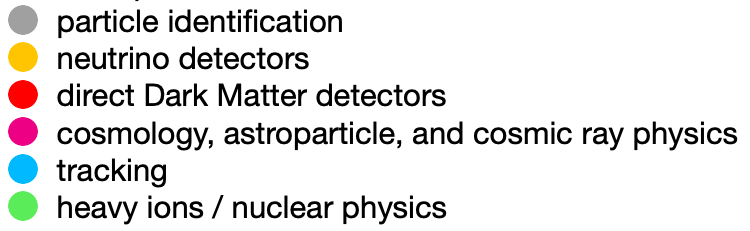 particle identification
neutrino detectors
direct Dark Matter detectors
cosmology, astroparticle, and cosmic ray physics
tracking
heavy ions / nuclear physics